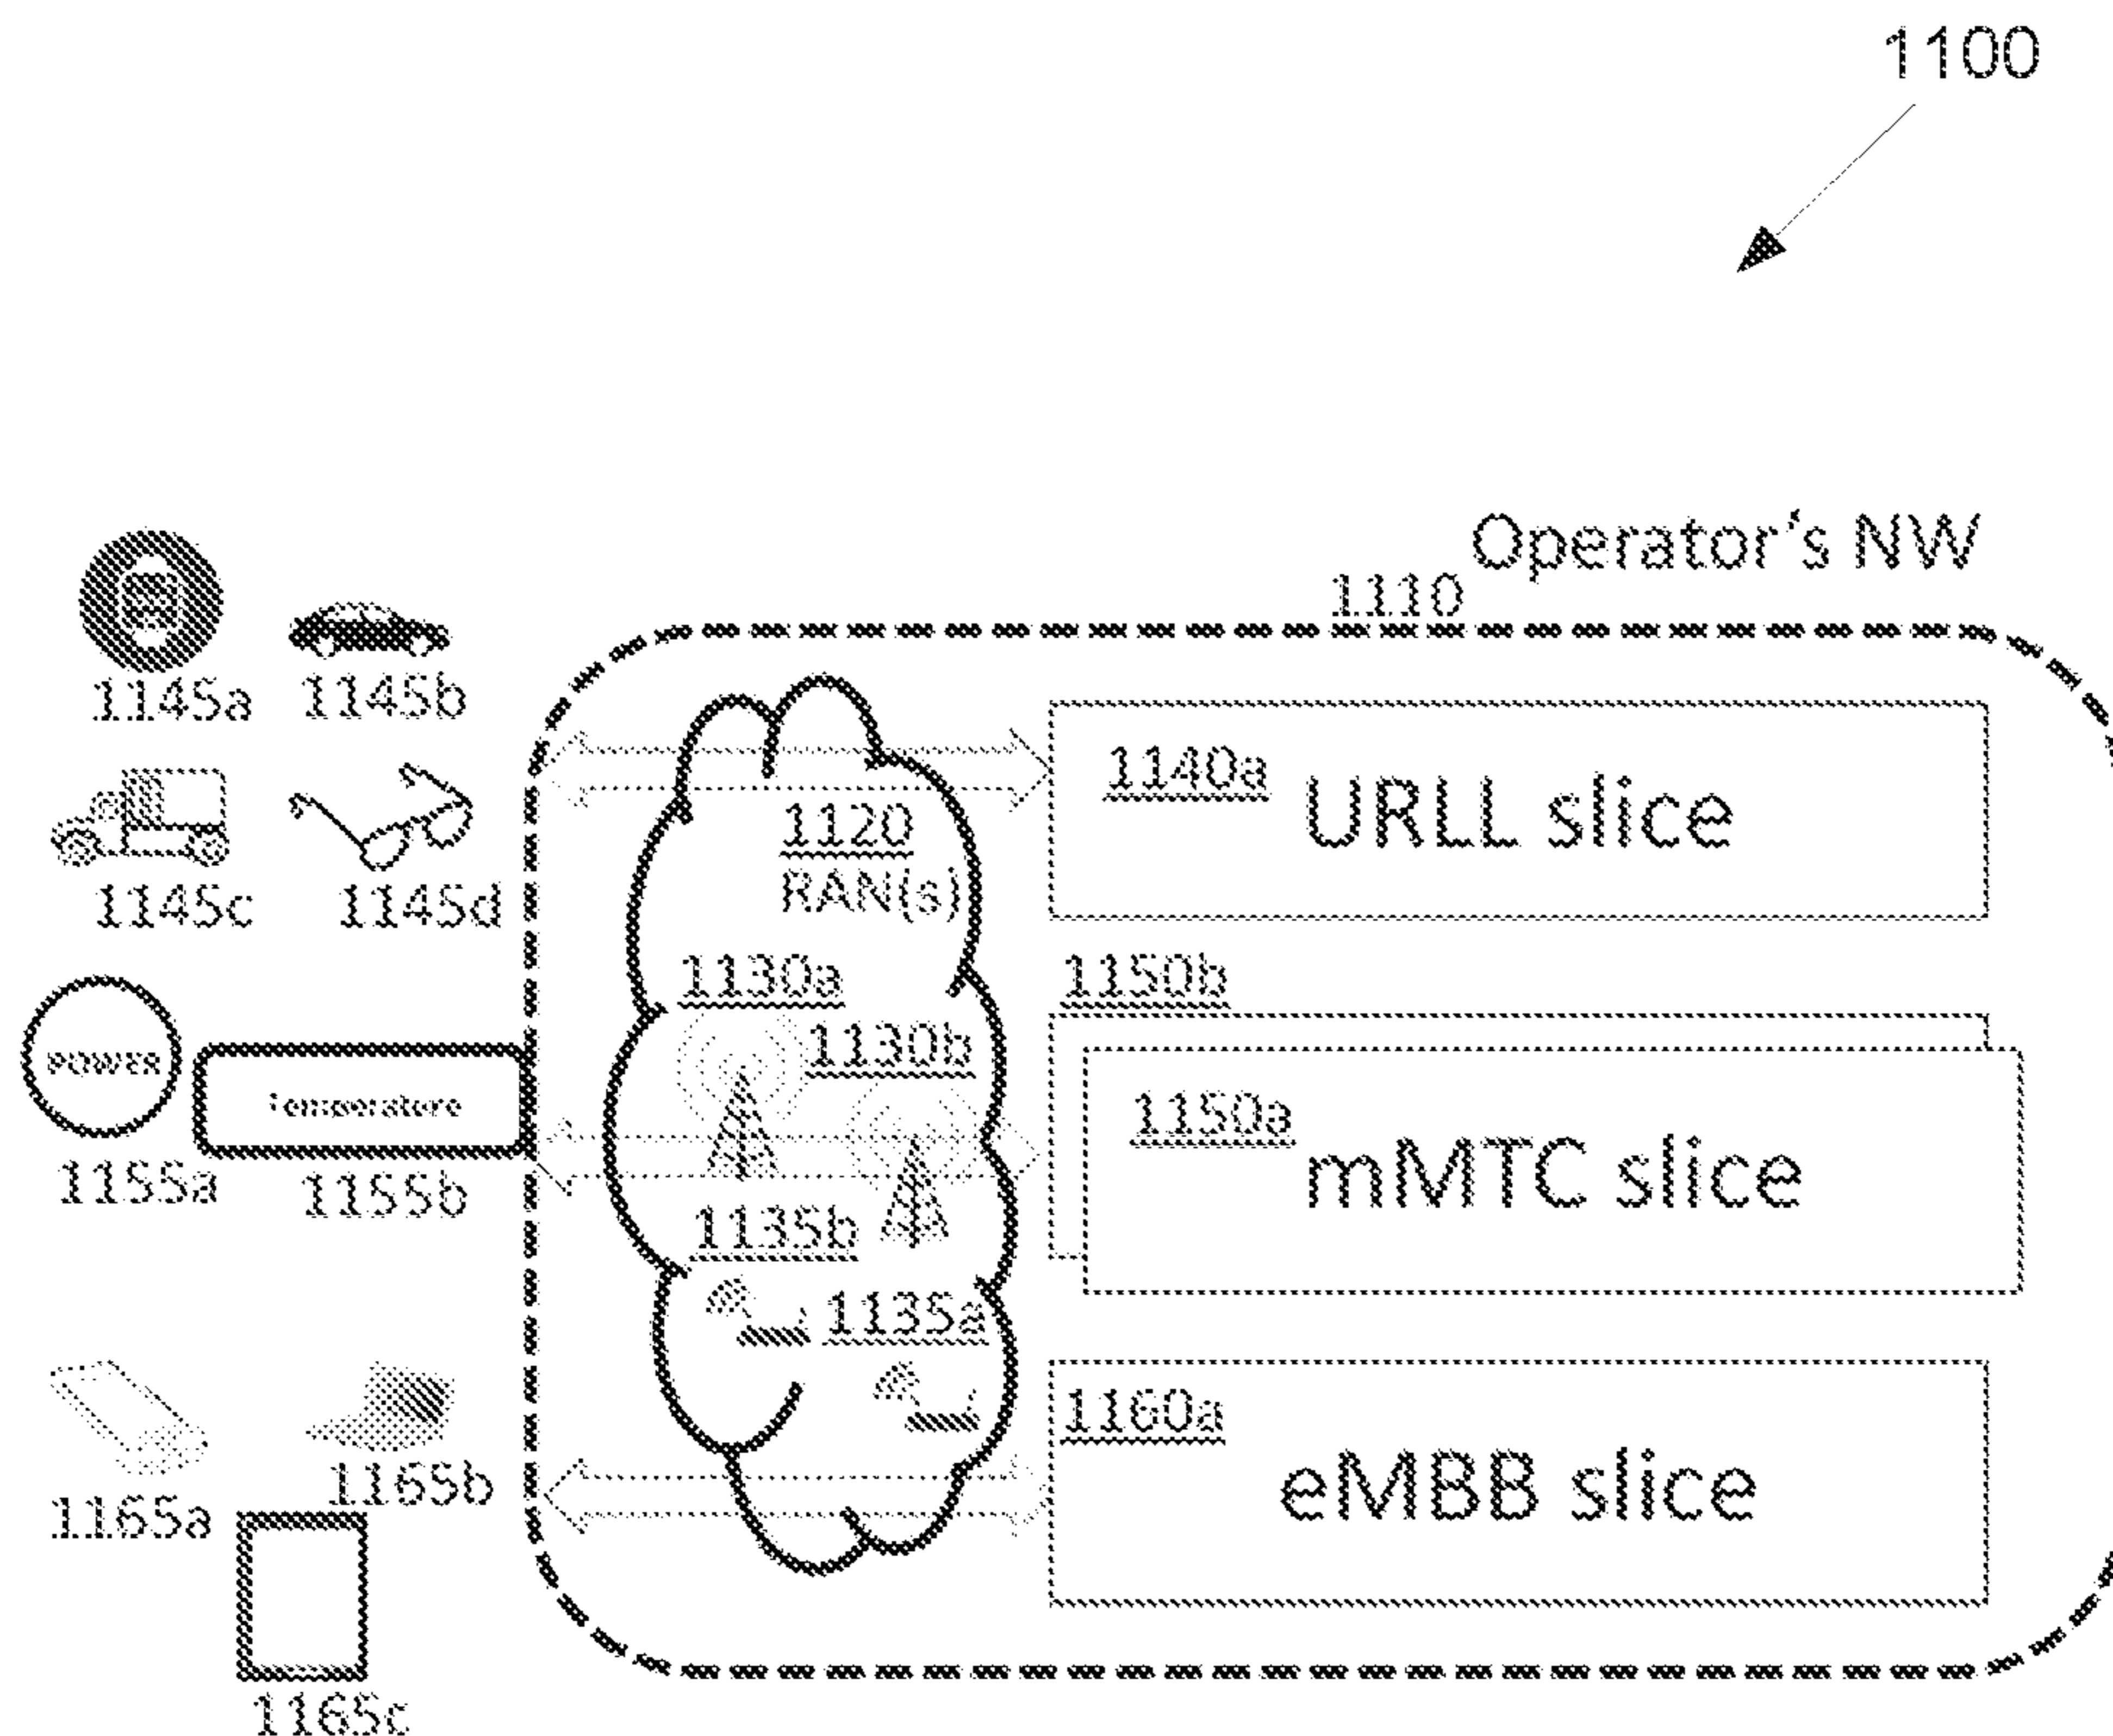 1100
Operator's NW
1110
1145a
1145b
1140a
URLL slice
1120
RAN(s)
1145c
1145d
1130a
1150b
1130b
POWER
Temperature
1150a
mMTC slice
1155a
1155b
1135b
1135a
1160a
eMBB slice
1165b
1165a
1165c